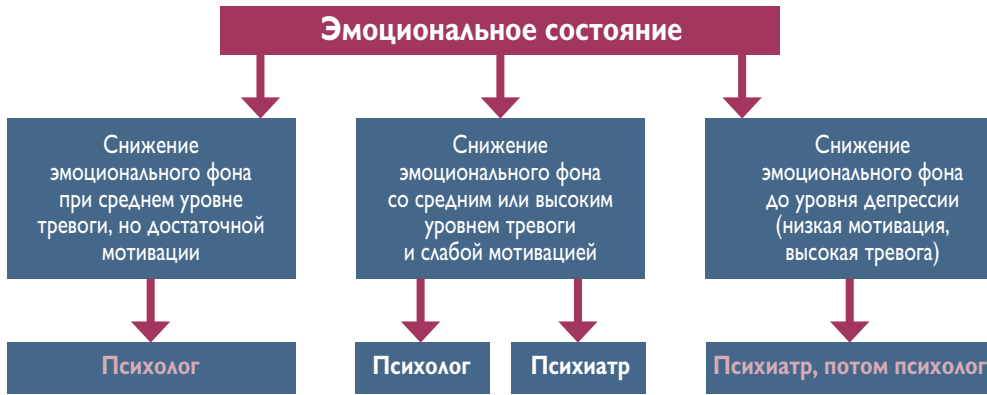 Эмоциональное состояние
Снижение
эмоционального фона
при среднем уровне
тревоги, но достаточной
мотивации
Снижение
эмоционального фона
со средним или высоким
уровнем тревоги
и слабой мотивацией
Снижение
эмоционального фона
до уровня депрессии
(низкая мотивация,
высокая тревога)
Психолог
Психолог
Психиатр
Психиатр, потом психолог